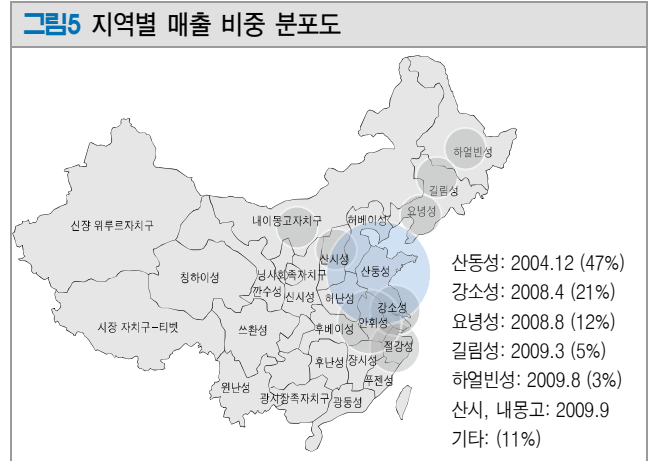 그림5 지역별 매출 비중 분포도
하얼빈성
길림성
신쟝 위루르자치구
내이몽고자치구
허베이성
요녕성
산시성
산동성
칭하이성
닝사회족자치구
깐수성
신시성
허난성
강소성
시장 자치구-티벳
쓰촨성
후베이성
안휘성
절강성
후난성
장시성
푸젠성
윈난성
광시장족자치구
광동성
산동성: 2004.12 (47%)
강소성: 2008.4 (21%)
요녕성: 2008.8 (12%)
길림성: 2009.3 (5%)
하얼빈성: 2009.8 (3%)
산시, 내몽고: 2009.9
기타: (11%)